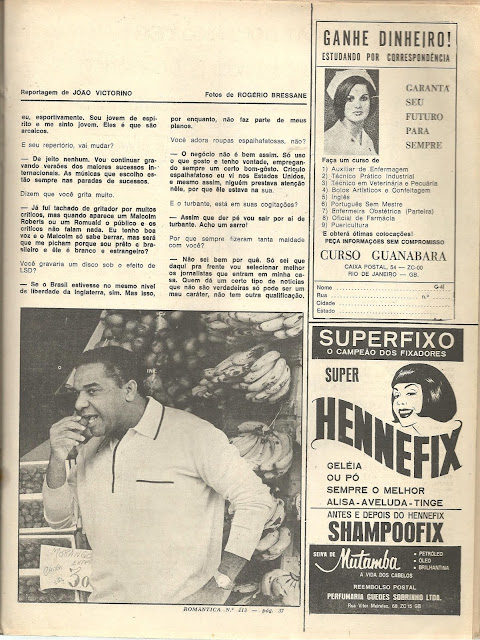 Reportagem de JOÃO VICTORINO
Fotos de ROGÉRIO BRESSANE
eu, esportivamente. Sou jovem de espí-
rito e me sinto jovem. Eles é que são
arcaicos.
E seu repertório, vai mudar?
— De jeito nenhum. Vou continuar gra-
vando versões dos maiores sucessos in-
ternacionais. As músicas que escolho es-
tão sempre nas paradas de sucessos.
Dizem que você grita muito.
— Já fui tachado de gritador por muitos
críticos, mas quando aparece um Malcolm
Roberts ou um Romuald o público e os
críticos não falam nada. Eu tenho boa
voz e o Malcolm só sabe berrar, mas será
que me picham porque sou prêto e bra-
sileiro e êle é branco e estrangeiro?
Você gravaria um disco sob o efeito de
LSD?
— Se o Brasil estivesse no mesmo nível
de liberdade da Inglaterra, sim. Mas isso,
por enquanto, não faz parte de meus
planos.
Você adora roupas espalhafatosas, não?
— O negócio não é bem assim. Só uso
o que gosto e tenho vontade, empregan-
do sempre um certo bom-gôsto. Crioulo
espalhafatoso eu vi nos Estados Unidos,
e mesmo assim, niguém prestava atenção
nêle, por que êle estava na sua.
E o turbante, está em suas cogitações?
— Assim que der pé vou sair por aí de
turbante. Acho um sarro!
Por que sempre fizeram tanta maldade
com você?
— Não sei bem por quê. Só sei que
daqui pra frente vou selecionar melhor
os jornalistas que entram em minha ca-
sa. Quem dá um certo tipo de notícias
que não são verdadeiras só pode ser um
mau caráter, não tem outra qualificação.
ROMÂNTICA N.º 212 — pág. 37
GANHE DINHEIRO!
ESTUDANDO POR CORRESPONDÊNCIA
GARANTA
SEU
FUTURO
PARA
SEMPRE
Faça um curso de
1) Auxiliar de Enfermagem
2) Técnico Prático Industrial
3) Técnico em Veterinária e Pecuária
4) Bolos Artísticos e Confeitagem
5) Inglês
6) Português Sem Mestre
7) Enfermeira Obstétrica (Parteira)
8) Oficial de Farmácia
9) Puericultura
E obterá ótimas colocações!
PEÇA INFORMAÇÕES SEM COMPROMISSO
CURSO GUANABARA
CAIXA POSTAL, 54 — ZC-00
RIO DE JANEIRO — GB.
Nome
Rua n.º
Cidade
Estado
SUPERFIXO
O CAMPEÃO DOS FIXADORES
SUPER
HENNEFIX
GELÉIA
OU PÓ
SEMPRE O MELHOR
ALISA-AVELUDA-TINGE
ANTES E DEPOIS DO HENNEFIX
SHAMPOOFIX
SEIVA DE Mutamba
A VIDA DOS CABELOS
• PETROLEO
• OLEO
• BRILHANTINA
REEMBOLSO POSTAL
PERFUMARIA GUEDES SOBRINHO LTDA.